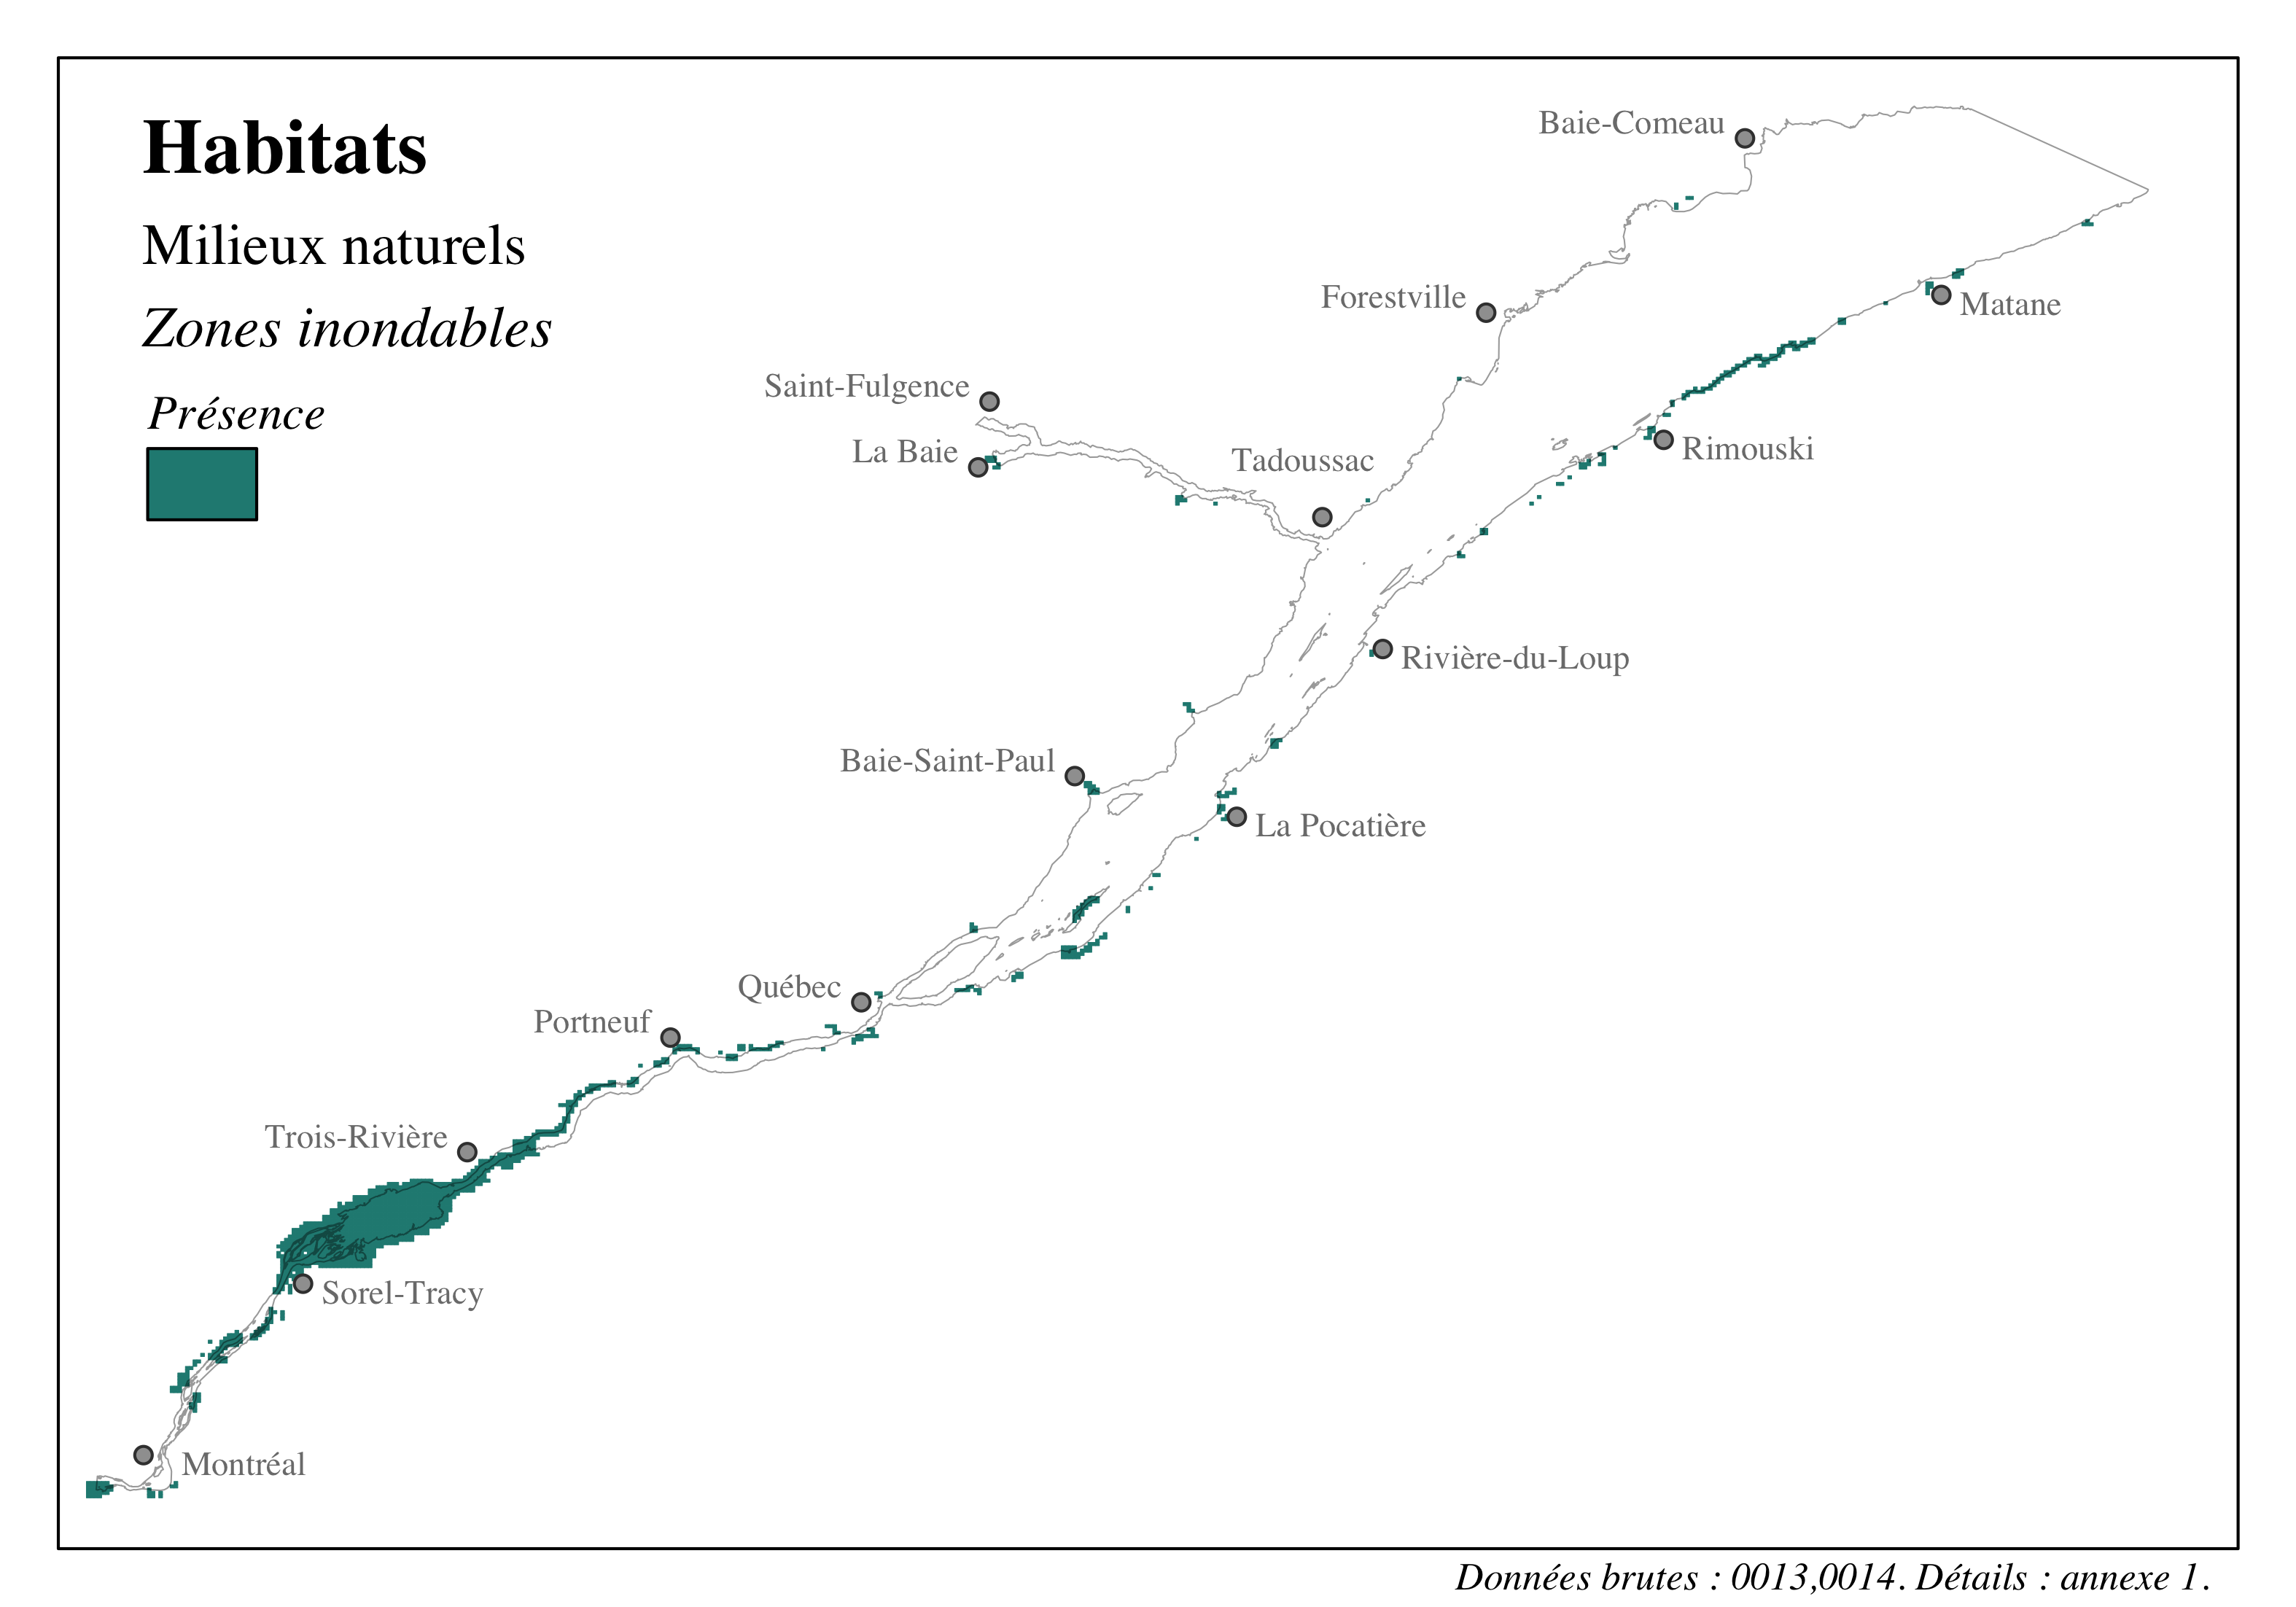 Habitats
Milieux naturels
Zones inondables
Présence
Baie-Comeau
Forestville
Matane
Saint-Fulgence
La Baie
Tadoussac
Rimouski
Rivière-du-Loup
Baie-Saint-Paul
La Pocatière
Québec
Portneuf
Trois-Rivière
Sorel-Tracy
Montréal
Données brutes : 0013,0014. Détails : annexe 1.